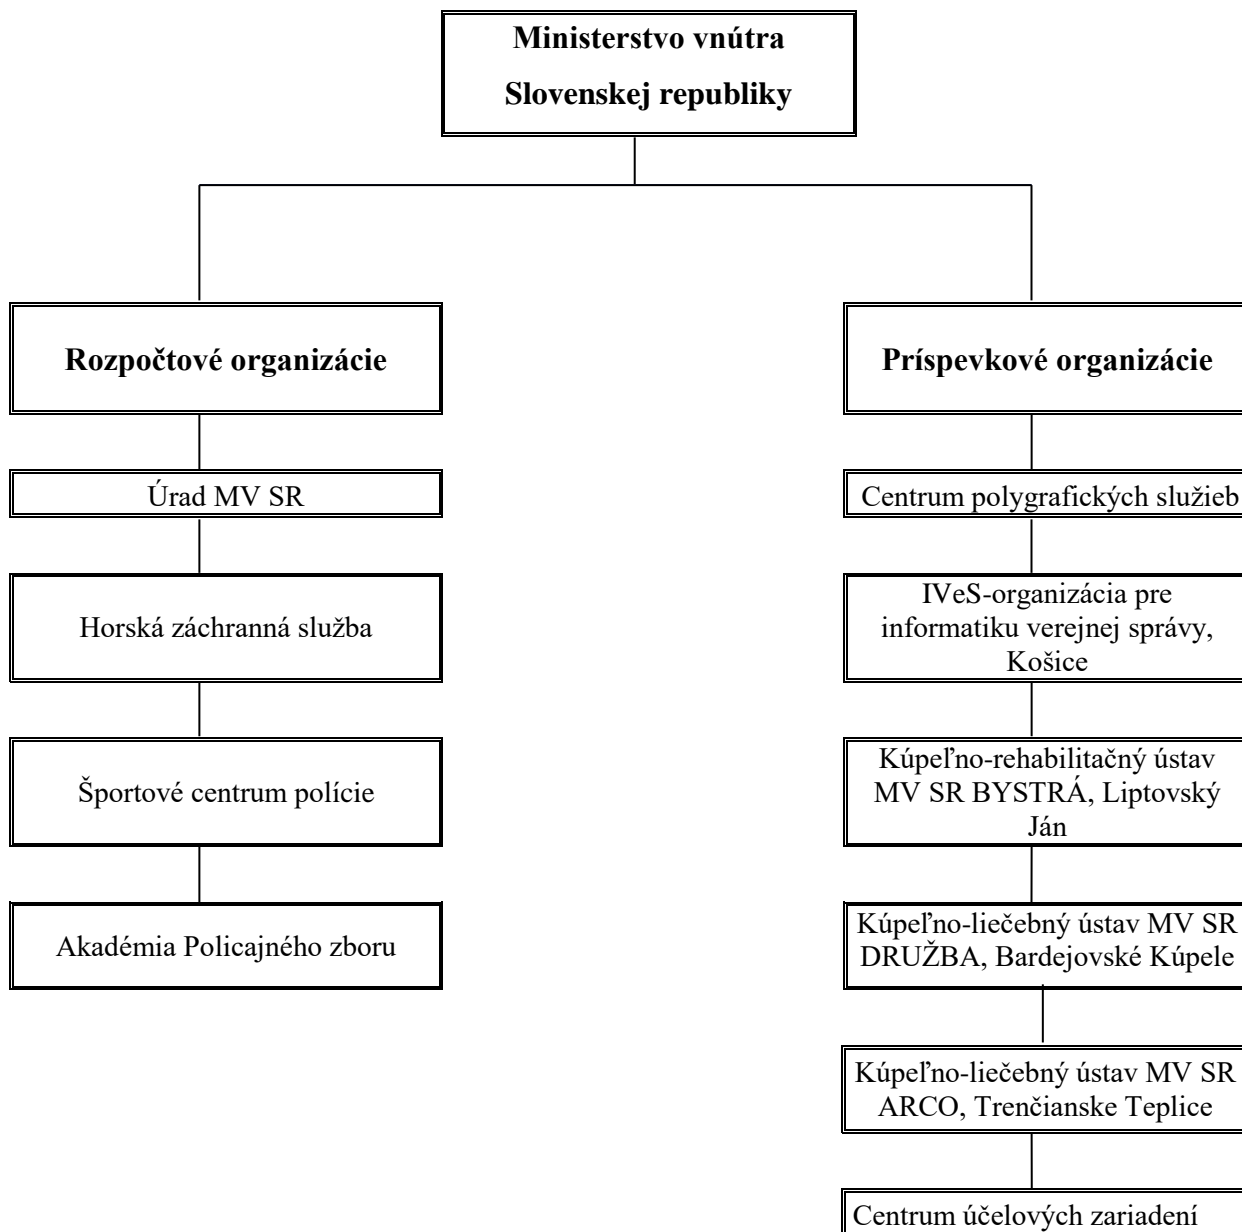 Ministerstvo vnútra
Slovenskej republiky
Rozpočtové organizácie
Úrad MV SR
Horská záchranná služba
Športové centrum polície
Akadémia Policajného zboru
Príspevkové organizácie
Centrum polygrafických služieb
IVeS-organizácia pre
informatiku verejnej správy,
Košice
Kúpeľno-rehabilitačný ústav
MV SR BYSTRÁ, Liptovský
Ján
Kúpeľno-liečebný ústav MV SR
DRUŽBA, Bardejovské Kúpele
Kúpeľno-liečebný ústav MV SR
ARCO, Trenčianske Teplice
Centrum účelových zariadení